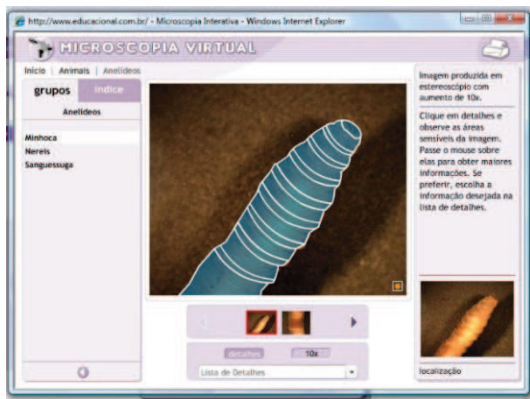 http://www.educacional.com.br/ - Microscopia Interativa - Windows Internet Explorer
MICROSCOPIA VIRTUAL
Início | Animais | Anelídeos
grupos
índice
Anelídeos
Minhoca
Nereis
Sanguessuga
detalhes
10x
Lista de Detalhes
Imagem produzida em
estereoscópio com
aumento de 10x.
Clique em detalhes e
observe as áreas
sensíveis da imagem.
Passe o mouse sobre
elas para obter maiores
informações. Se
preferir, escolha a
informação desejada na
lista de detalhes.
localização